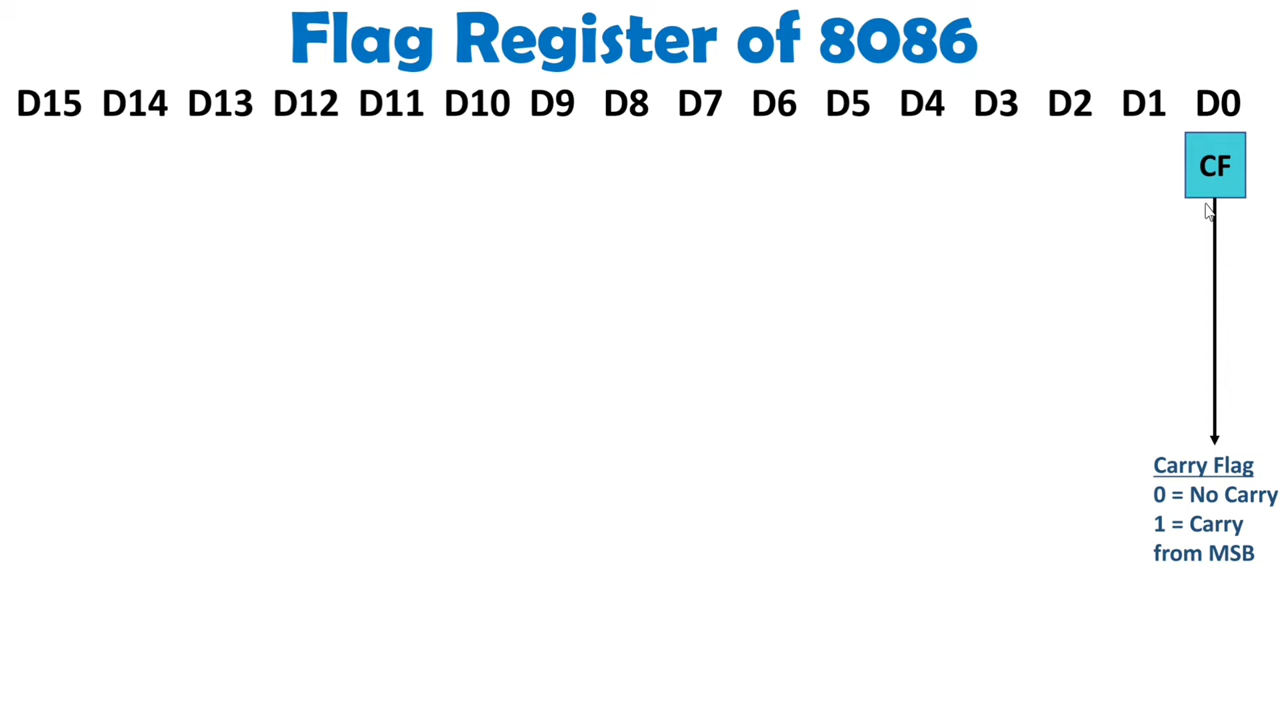 Flag Register of 8086
D15 D14 D13 D12 D11 D10 D9 D8 D7 D6 D5 D4 D3 D2 D1 D0
CF
Carry Flag
0 = No Carry
1 = Carry
from MSB